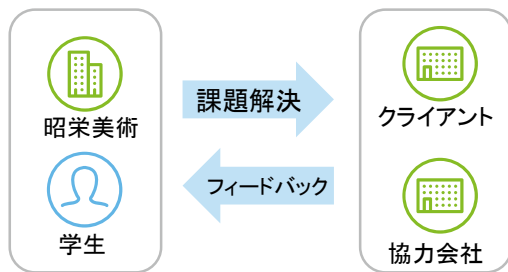 昭栄美術
学生
課題解決
フィードバック
クライアント
協力会社